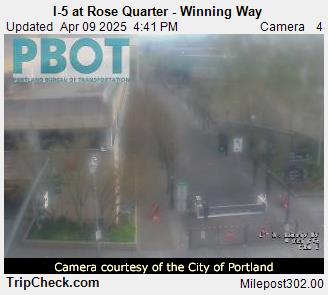 I-5 at Rose Quarter - Winning Way
Updated Apr 09 2025 4:41 PM Camera 4
PBOT
PORTLAND BUREAU OF TRANSPORTATION
Camera courtesy of the City of Portland
TripCheck.com Milepost302.00